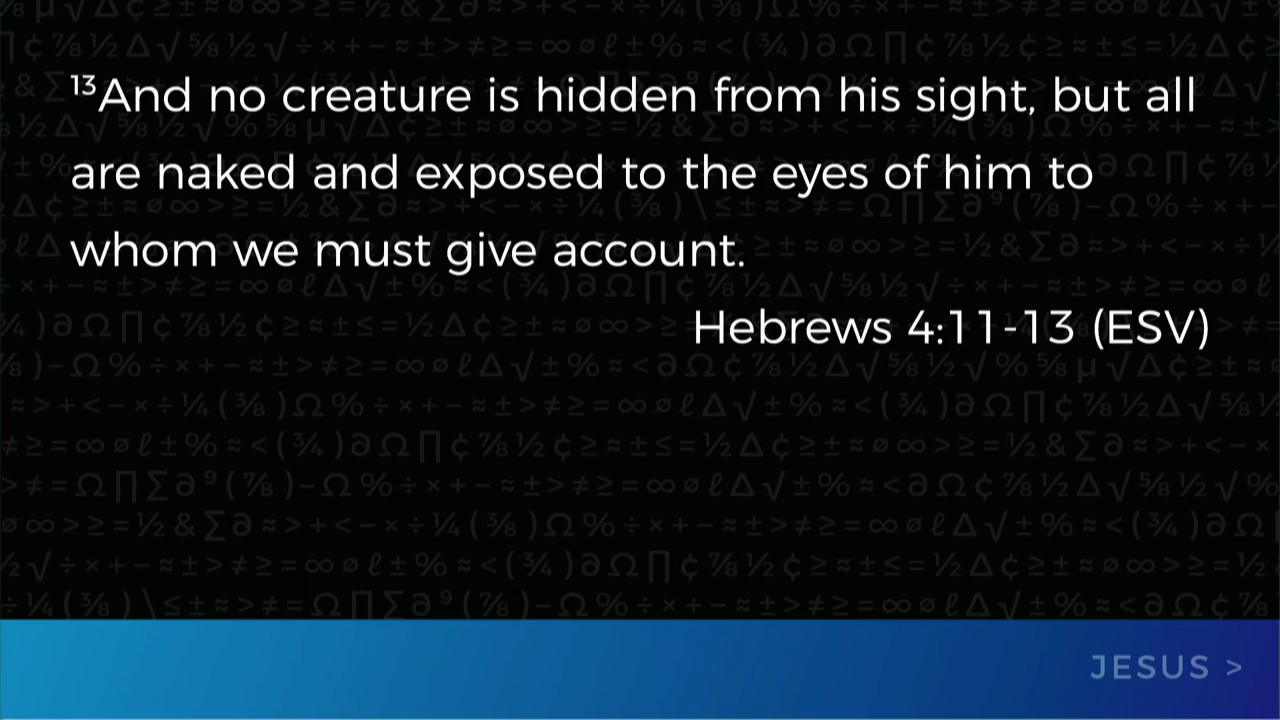 ¹³And no creature is hidden from his sight, but all
are naked and exposed to the eyes of him to
whom we must give account.
Hebrews 4:11-13 (ESV)
JESUS >